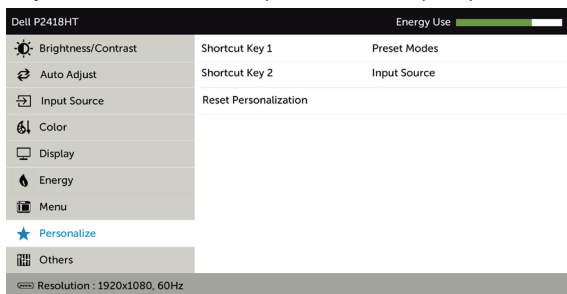 Dell P2418HT Energy Use
Brightness/Contrast Shortcut Key 1 Preset Modes
Auto Adjust Shortcut Key 2 Input Source
Input Source Reset Personalization
Color
Display
Energy
Menu
Personalize
Others
Resolution : 1920x1080, 60Hz